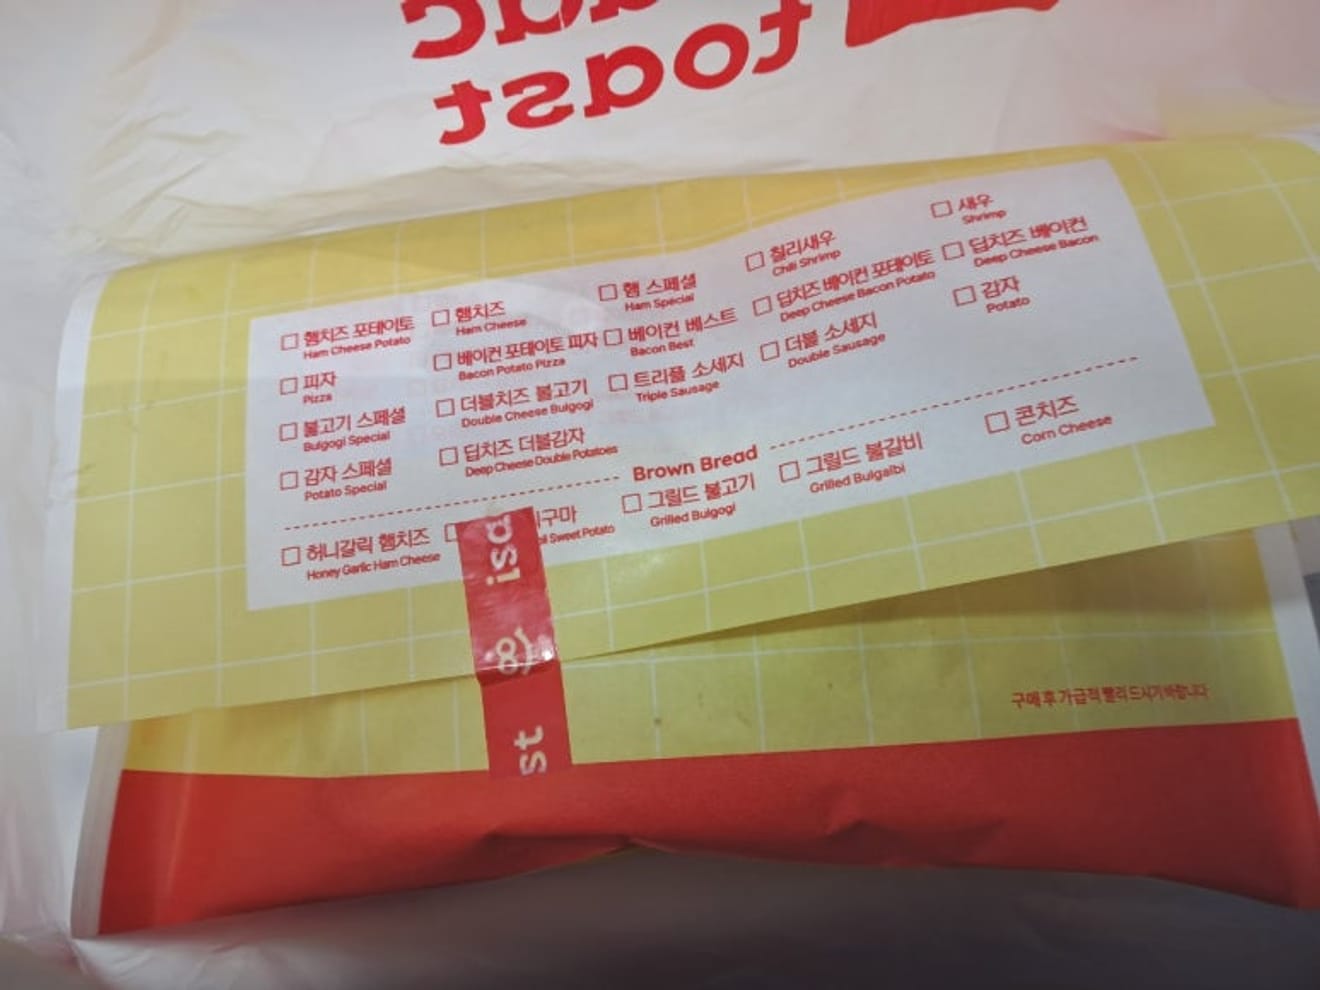 toast
□ 햄치즈 포테이토
Ham Cheese Potato
□ 햄치즈
Ham Cheese
□ 햄 스페셜
Ham Special
□ 칠리새우
Chili Shrimp
□ 새우
Shrimp
□ 피자
Pizza
□ 베이컨 포테이토 피자
Bacon Potato Pizza
□ 베이컨 베스트
Bacon Best
□ 딥치즈 베이컨 포테이토
Deep Cheese Bacon Potato
□ 딥치즈 베이컨
Deep Cheese Bacon
□ 불고기 스페셜
Bulgogi Special
□ 더블치즈 불고기
Double Cheese Bulgogi
□ 트리플 소세지
Triple Sausage
□ 더블 소세지
Double Sausage
□ 감자
Potato
□ 감자 스페셜
Potato Special
□ 딥치즈 더블감자
Deep Cheese Double Potatoes
Brown Bread
□ 허니갈릭 햄치즈
Honey Garlic Ham Cheese
구마
Sweet Potato
□ 그릴드 불고기
Grilled Bulgogi
□ 그릴드 불갈비
Grilled Bulgalbi
□ 콘치즈
Corn Cheese
isa
st
구매 후 가급적 빨리 드시기 바랍니다